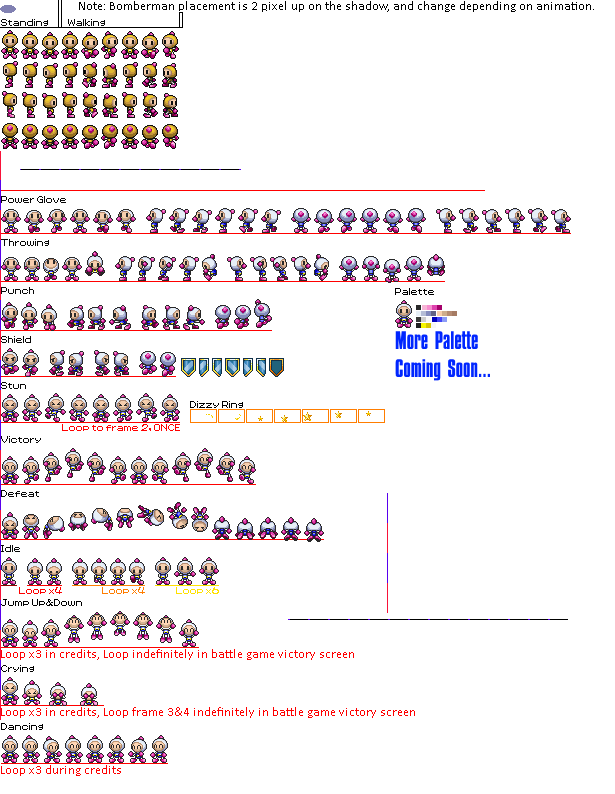 Note: Bomberman placement is 2 pixel up on the shadow, and change depending on animation.
Standing Walking
Power Glove
Throwing
Punch
Palette
More Palette
Coming Soon...
Shield
Stun
Dizzy Ring
Loop to frame 2,ONCE
Victory
Defeat
Idle
Loop x4 Loop x4 Loop x6
Jump Up&Down
Loop x3 in credits, Loop indefinitely in battle game victory screen
Crying
Loop x3 in credits, Loop frame 3&4 indefinitely in battle game victory screen
Dancing
Loop x3 during credits